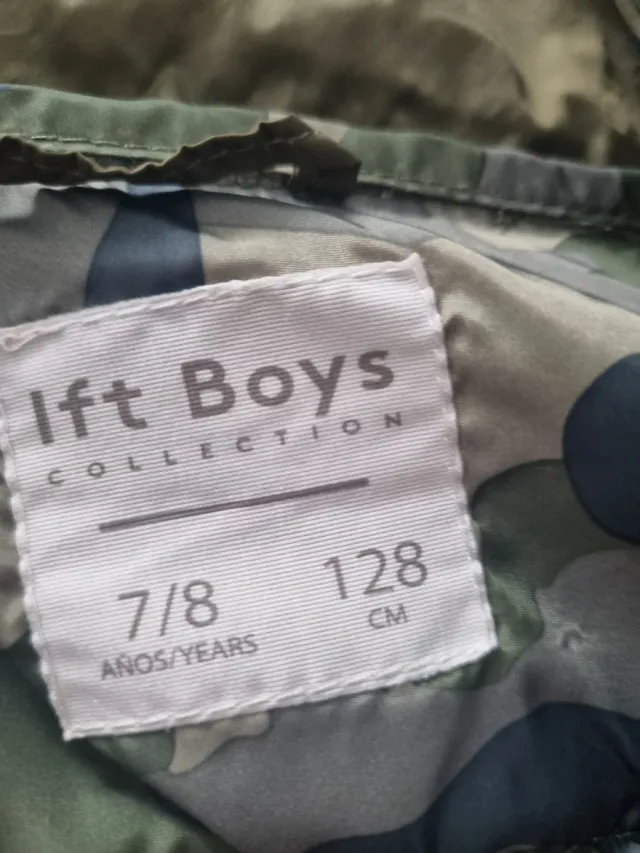 lft Boys
COLLECTION
7/8 128
AÑOS/YEARS CM